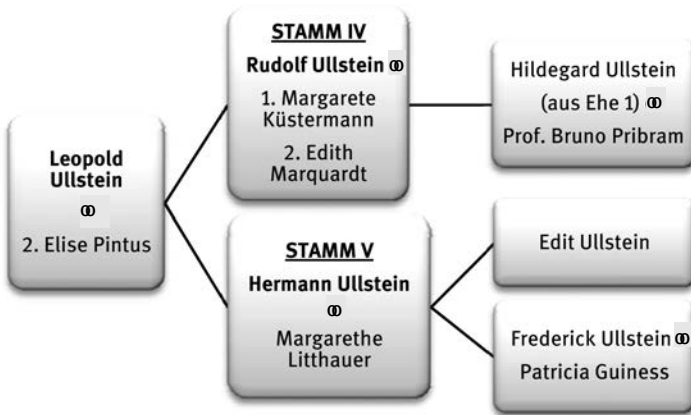 Leopold
Ullstein
⚭
2. Elise Pintus
STAMM IV
Rudolf Ullstein ⚭
1. Margarete
Küstermann
2. Edith
Marquardt
STAMM V
Hermann Ullstein
⚭
Margarethe
Litthauer
Hildegard Ullstein
(aus Ehe 1) ⚭
Prof. Bruno Pribram
Edit Ullstein
Frederick Ullstein ⚭
Patricia Guiness